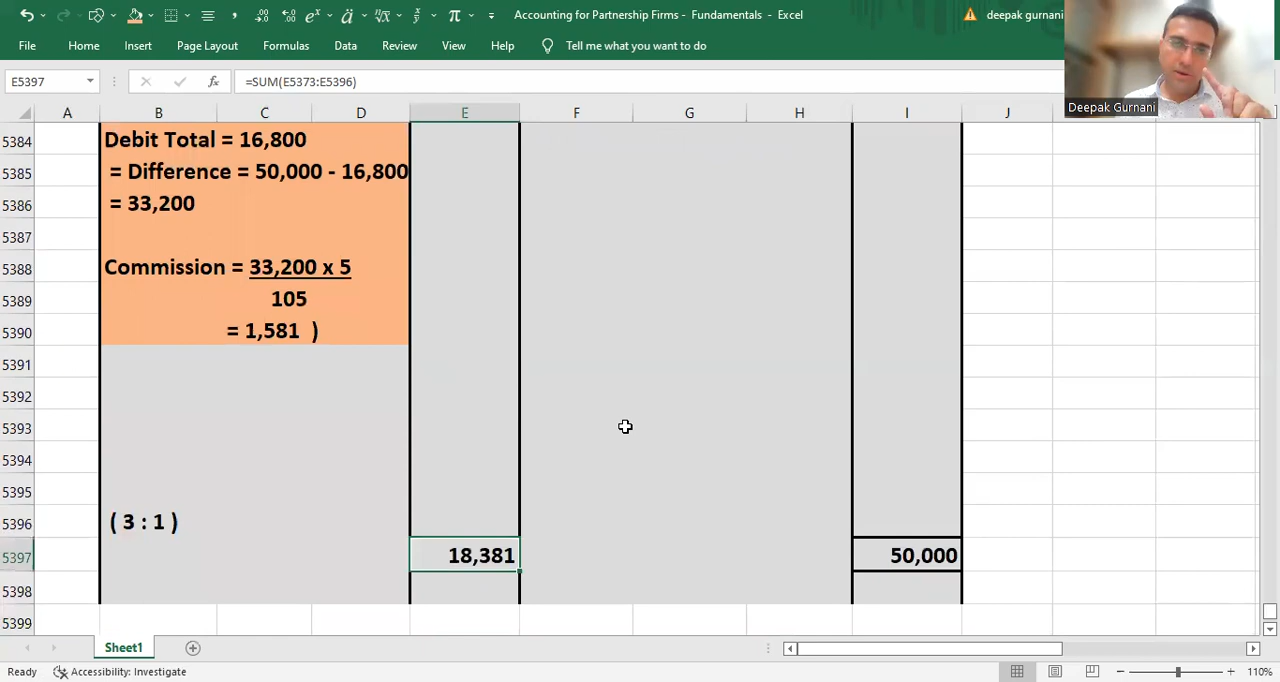 Accounting for Partnership Firms - Fundamentals - Excel
deepak gurnani
File Home Insert Page Layout Formulas Data Review View Help Tell me what you want to do
Deepak Gurnani
E5397 fx =SUM(E5373:E5396)
A B C D E F G H I J
5384 Debit Total = 16,800
5385 = Difference = 50,000 - 16,800
5386 = 33,200
5387
5388 Commission = 33,200 x 5
5389 105
5390 = 1,581 )
5391
5392
5393
5394
5395
5396 ( 3 : 1 )
5397 18,381 50,000
5398
5399
Sheet1
Ready Accessibility: Investigate 110%